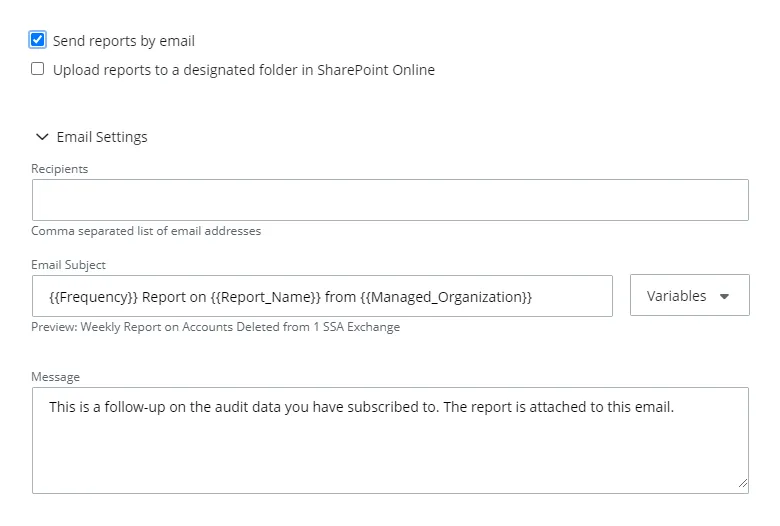 Send reports by email
Upload reports to a designated folder in SharePoint Online
Email Settings
Recipients
Comma separated list of email addresses
Email Subject
{{Frequency}} Report on {{Report_Name}} from {{Managed_Organization}}
Variables
Preview: Weekly Report on Accounts Deleted from 1 SSA Exchange
Message
This is a follow-up on the audit data you have subscribed to. The report is attached to this email.